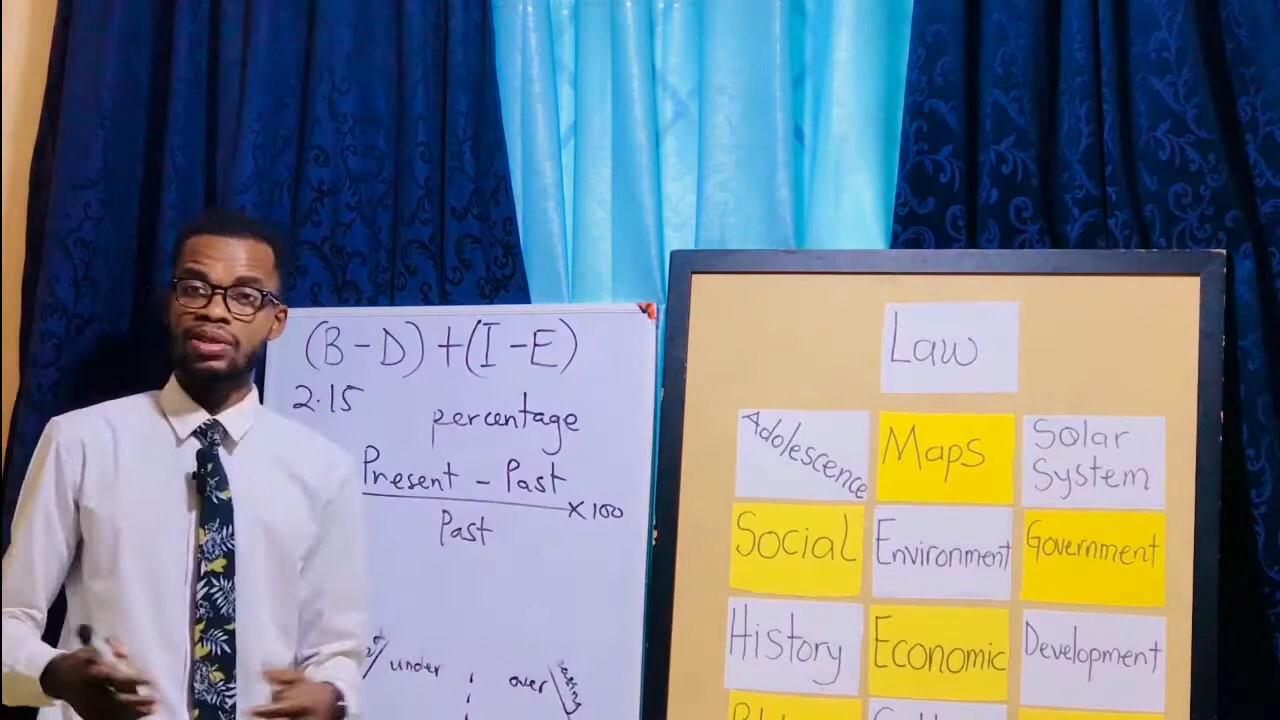 (B-D)+(I-E)
2.15
percentage
Present - Past
Past
×100
under
over
Law
Adolescence
Maps
Solar
System
Social
Environment
Government
History
Economic
Development